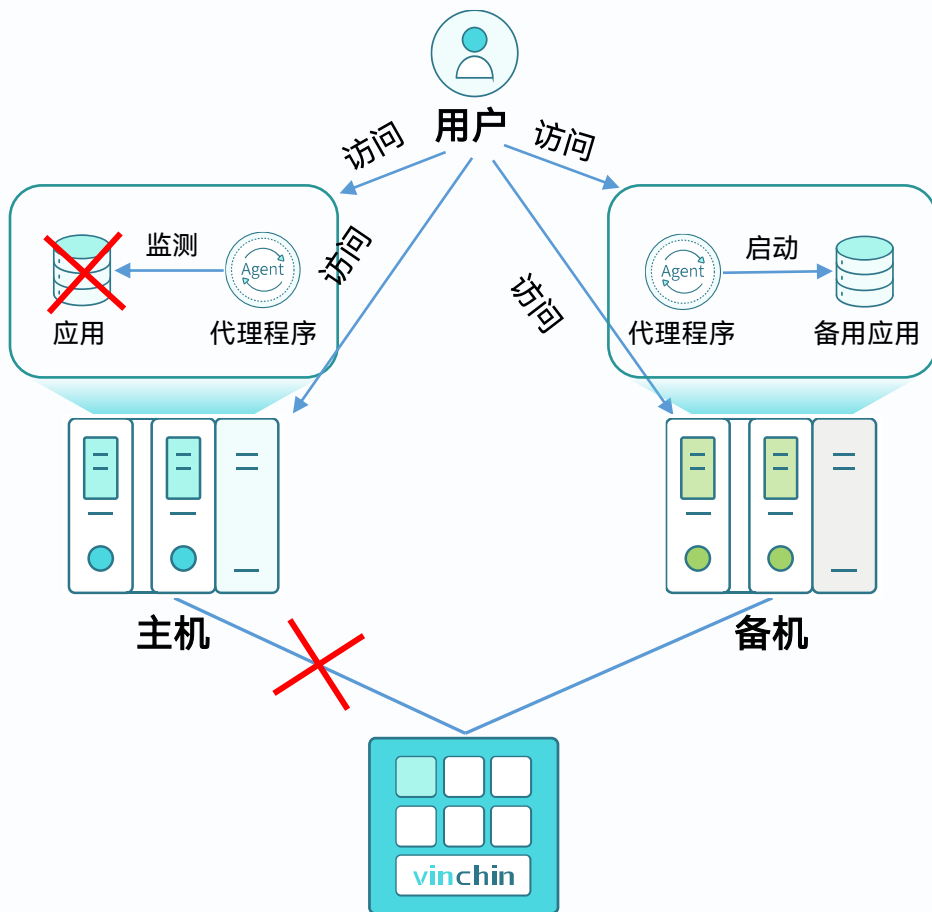 用户
访问
访问
监测
Agent
应用
代理程序
访问
访问
启动
Agent
代理程序
备用应用
主机
备机
vinchin